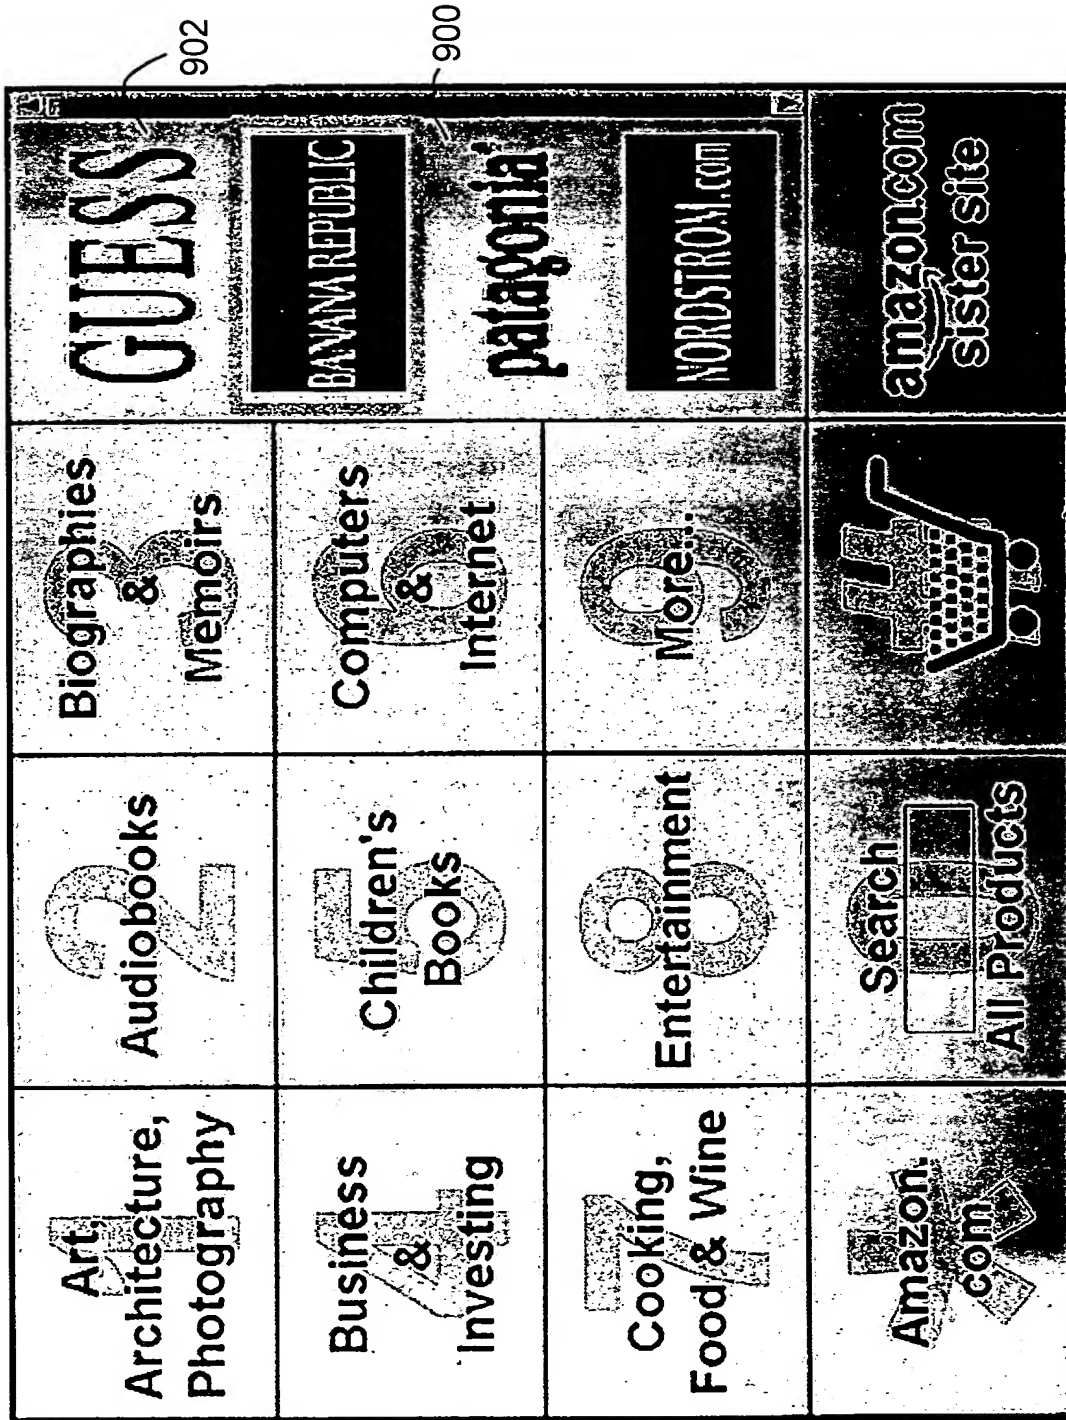 1
Art,
Architecture,
Photography
2
Audiobooks
3
Biographies
&
Memoirs
GUESS
902
4
Business
&
Investing
5
Children's
Books
6
Computers
&
Internet
BANANA REPUBLIC
7
Cooking,
Food & Wine
8
Entertainment
9
More...
patagonia
900
NORDSTROM.com
*
Amazon.
com
0
Search
All Products
#
amazon.com
sister site